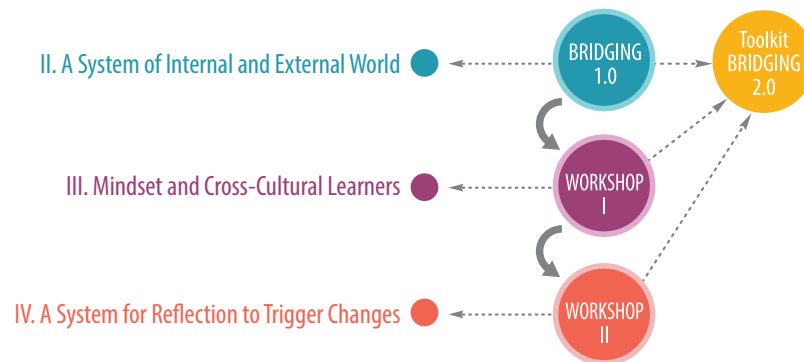 II. A System of Internal and External World
BRIDGING
1.0
Toolkit
BRIDGING
2.0
III. Mindset and Cross-Cultural Learners
WORKSHOP
I
IV. A System for Reflection to Trigger Changes
WORKSHOP
II